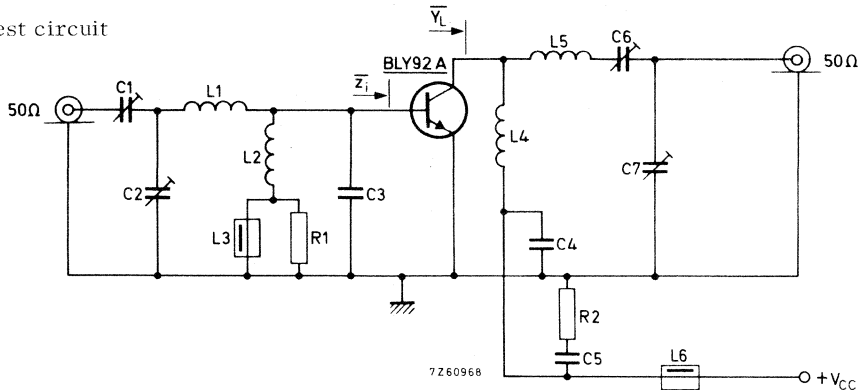 est circuit
Y_L
L5
C6
BLY92A
50Ω
C1
L1
z_i
50Ω
L2
L4
C2
C3
C7
L3
R1
C4
R2
C5
L6
7Z60968
+V_CC